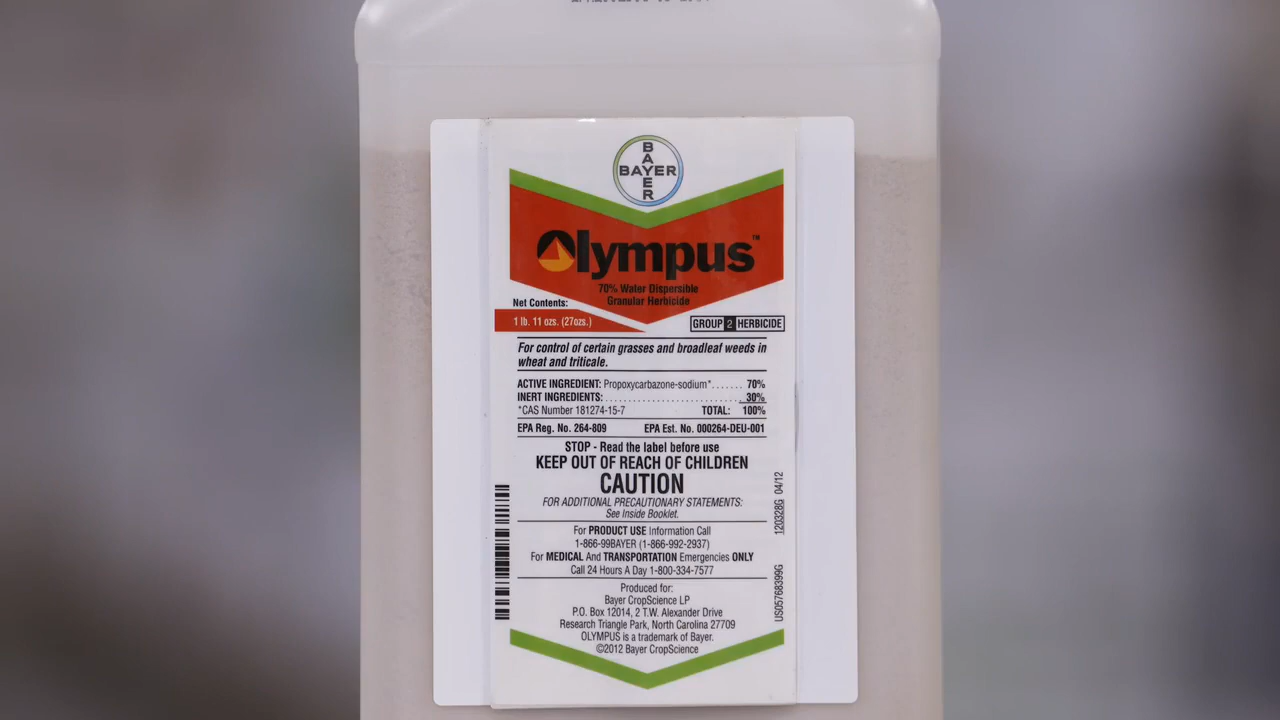 BAYER
BAYER
Olympus™
70% Water Dispersible
Granular Herbicide
Net Contents:
1 lb. 11 ozs. (27ozs.)
GROUP 2 HERBICIDE
For control of certain grasses and broadleaf weeds in
wheat and triticale.
ACTIVE INGREDIENT: Propoxycarbazone-sodium*....... 70%
INERT INGREDIENTS: .............................. 30%
*CAS Number 181274-15-7 TOTAL: 100%
EPA Reg. No. 264-809 EPA Est. No. 000264-DEU-001
STOP - Read the label before use
KEEP OUT OF REACH OF CHILDREN
CAUTION
FOR ADDITIONAL PRECAUTIONARY STATEMENTS:
See Inside Booklet.
For PRODUCT USE Information Call
1-866-99BAYER (1-866-992-2937)
For MEDICAL And TRANSPORTATION Emergencies ONLY
Call 24 Hours A Day 1-800-334-7577
Produced for:
Bayer CropScience LP
P.O. Box 12014, 2 T.W. Alexander Drive
Research Triangle Park, North Carolina 27709
OLYMPUS is a trademark of Bayer.
©2012 Bayer CropScience
US05768399G 120328G 04/12